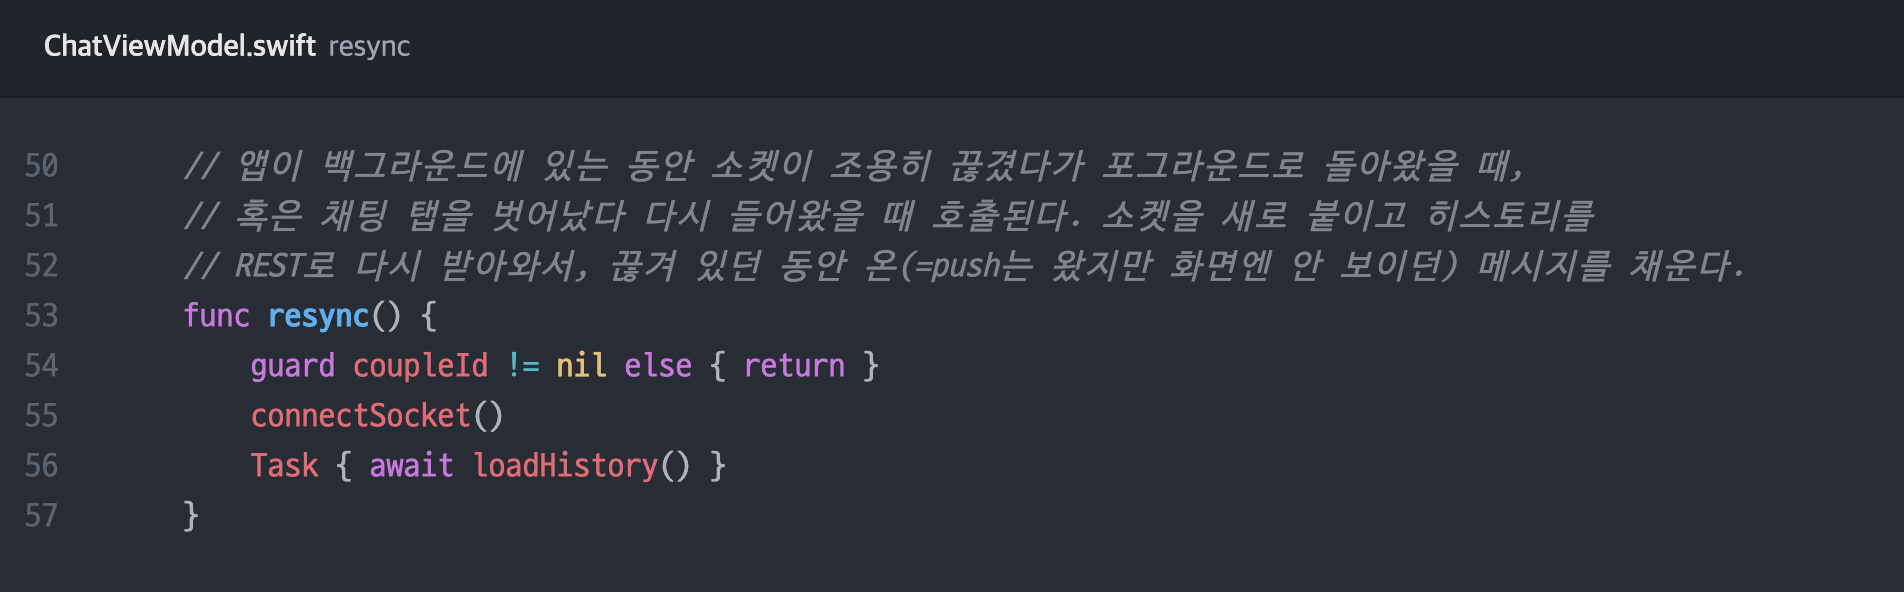 ChatViewModel.swift resync
50 // 앱이 백그라운드에 있는 동안 소켓이 조용히 끊겼다가 포그라운드로 돌아왔을 때,
51 // 혹은 채팅 탭을 벗어났다 다시 들어왔을 때 호출된다. 소켓을 새로 붙이고 히스토리를
52 // REST로 다시 받아와서, 끊겨 있던 동안 온(=push는 왔지만 화면엔 안 보이던) 메시지를 채운다.
53 func resync() {
54 guard coupleId != nil else { return }
55 connectSocket()
56 Task { await loadHistory() }
57 }